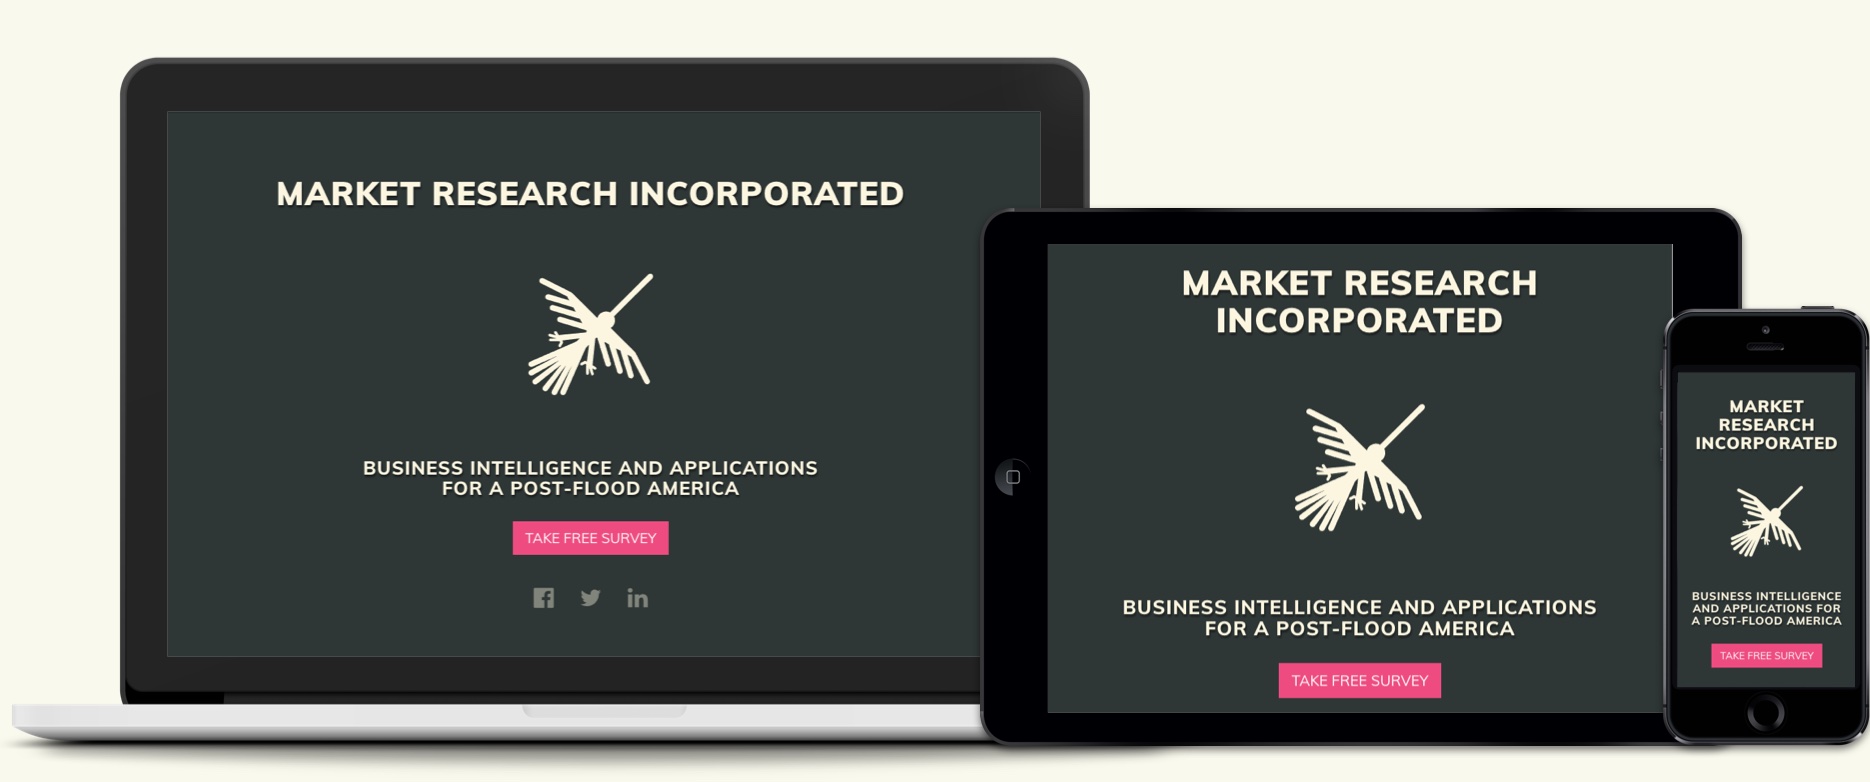 MARKET RESEARCH INCORPORATED
BUSINESS INTELLIGENCE AND APPLICATIONS
FOR A POST-FLOOD AMERICA
TAKE FREE SURVEY
MARKET RESEARCH
INCORPORATED
BUSINESS INTELLIGENCE AND APPLICATIONS
FOR A POST-FLOOD AMERICA
TAKE FREE SURVEY
MARKET
RESEARCH
INCORPORATED
BUSINESS INTELLIGENCE
AND APPLICATIONS FOR
A POST-FLOOD AMERICA
TAKE FREE SURVEY